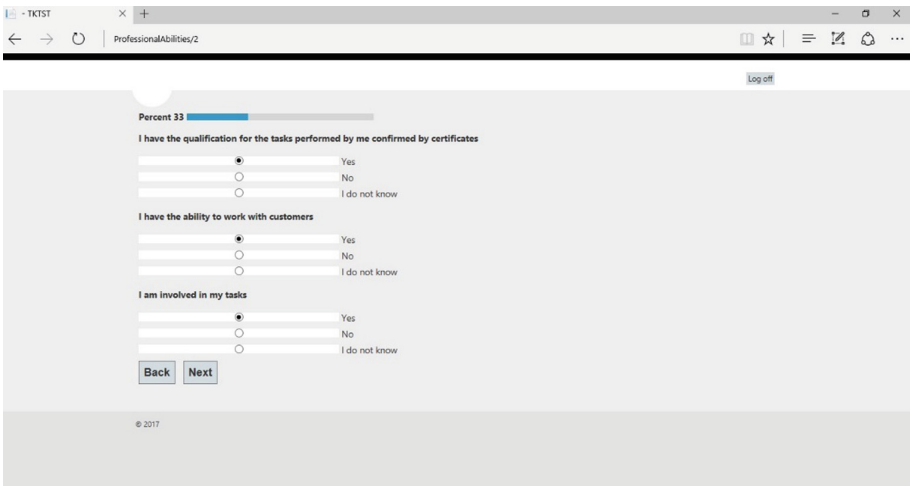 - TKTST
ProfessionalAbilities/2
Log off
Percent 33
I have the qualification for the tasks performed by me confirmed by certificates
Yes
No
I do not know
I have the ability to work with customers
Yes
No
I do not know
I am involved in my tasks
Yes
No
I do not know
Back Next
© 2017